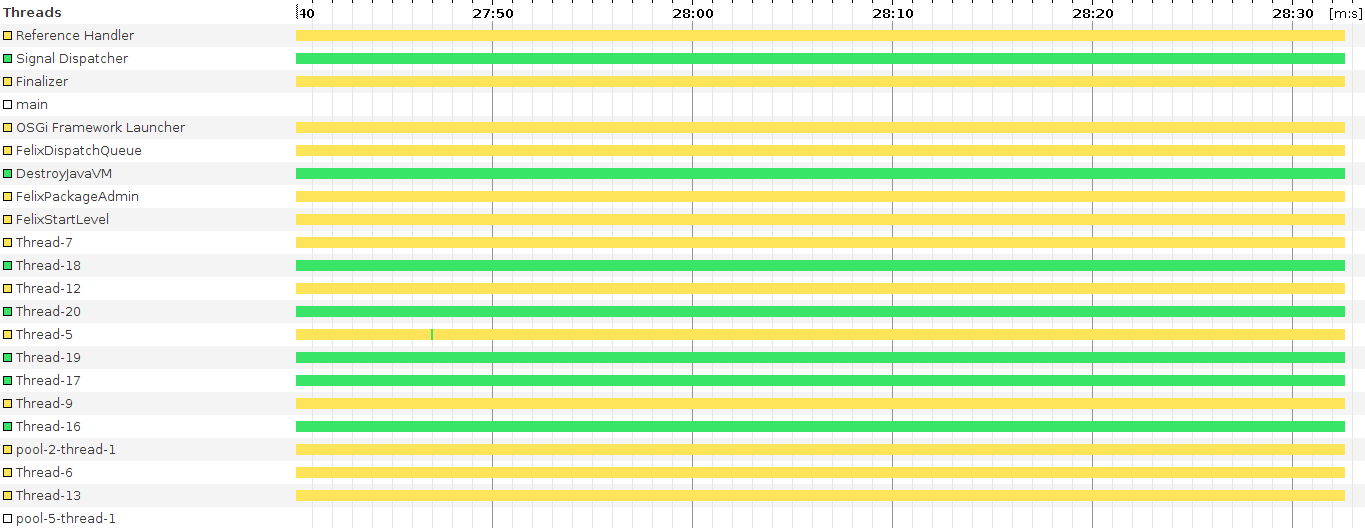 Threads 40 27:50 28:00 28:10 28:20 28:30 [m:s]
Reference Handler
Signal Dispatcher
Finalizer
main
OSGi Framework Launcher
FelixDispatchQueue
DestroyJavaVM
FelixPackageAdmin
FelixStartLevel
Thread-7
Thread-18
Thread-12
Thread-20
Thread-5
Thread-19
Thread-17
Thread-9
Thread-16
pool-2-thread-1
Thread-6
Thread-13
pool-5-thread-1